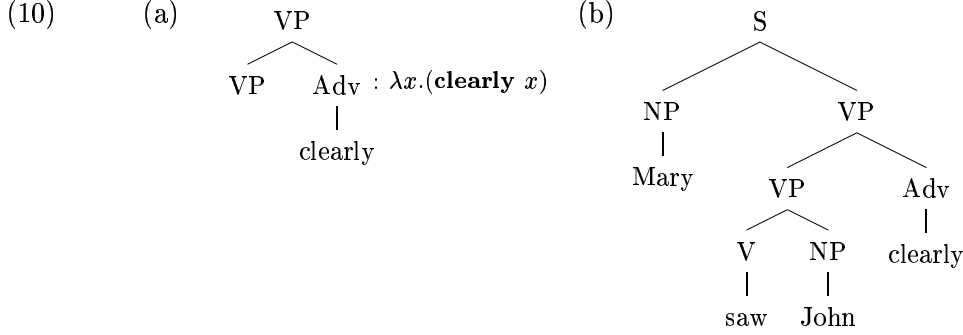 (10) (a) VP (b) S
VP Adv : λx.(clearly x) NP VP
clearly Mary VP Adv
V NP clearly
saw John